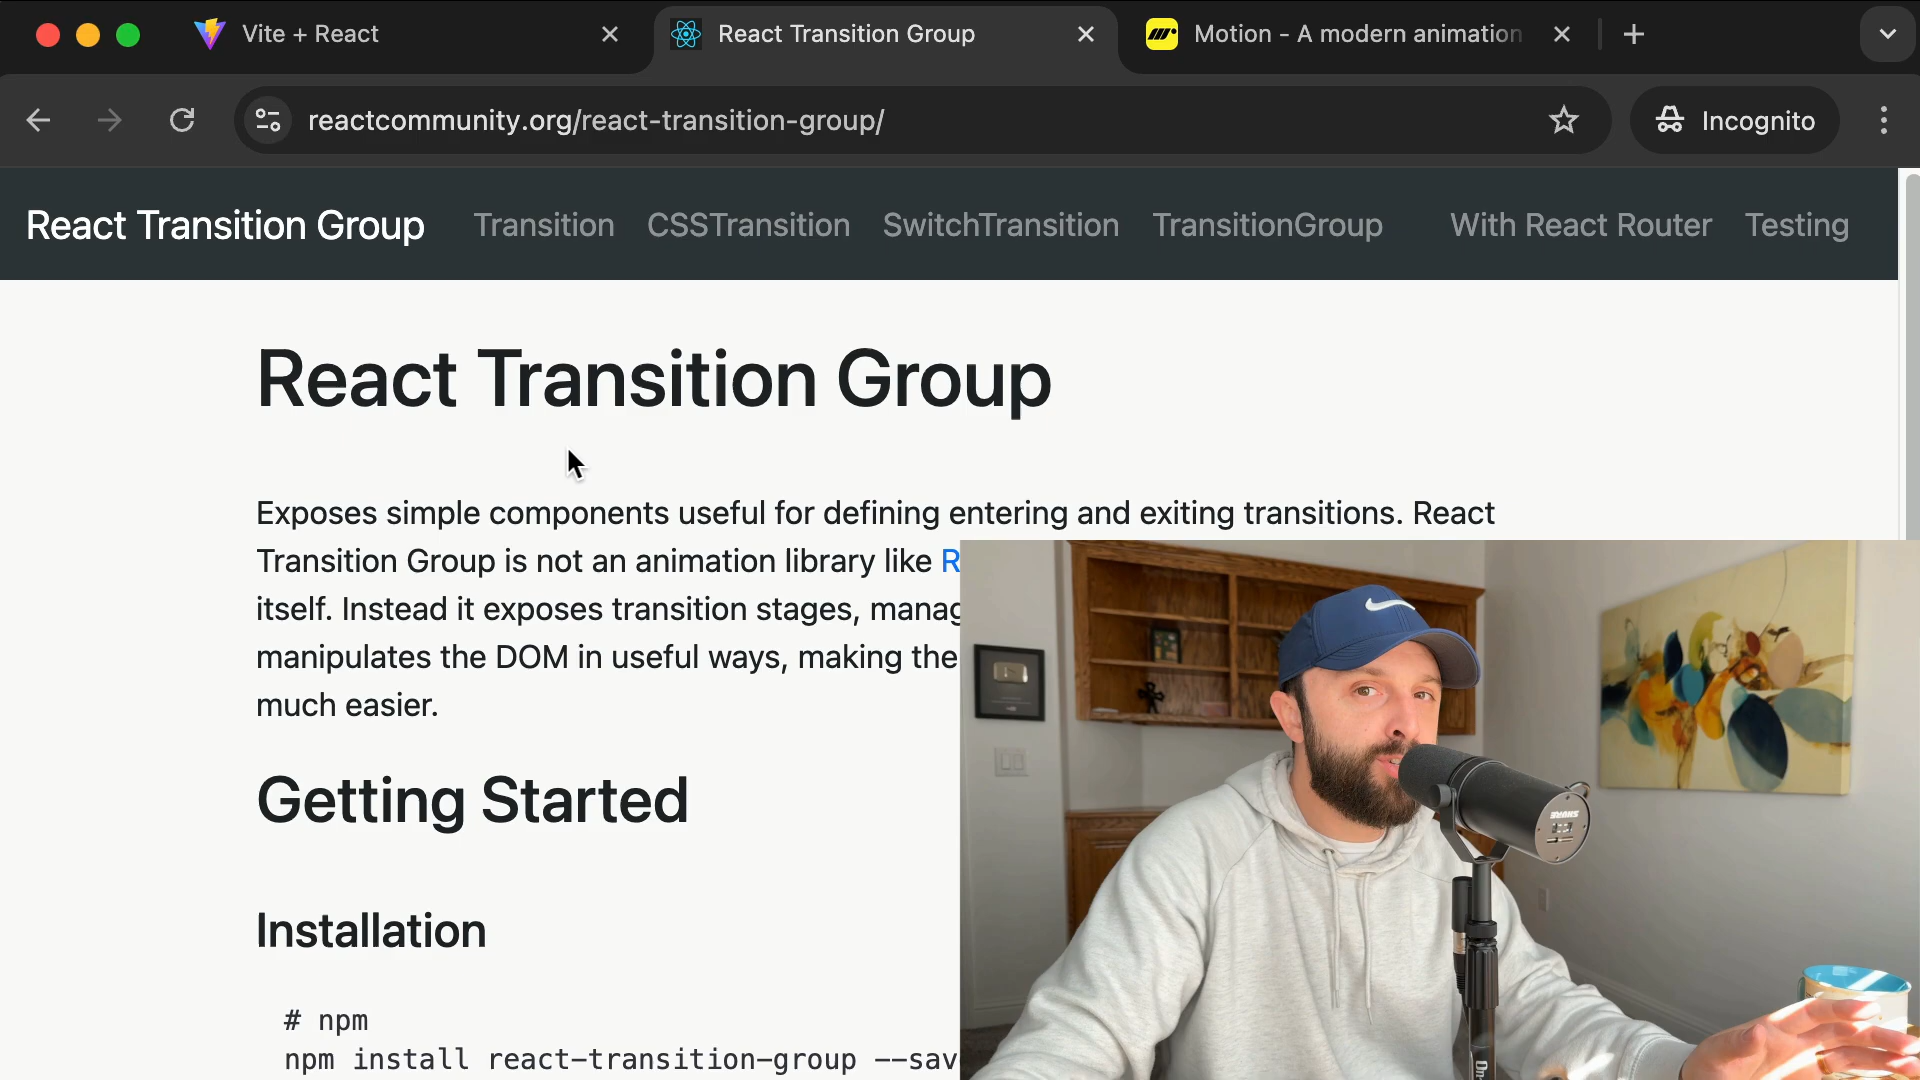 Vite + React
React Transition Group
Motion - A modern animation
reactcommunity.org/react-transition-group/
Incognito
React Transition Group
Transition
CSSTransition
SwitchTransition
TransitionGroup
With React Router
Testing
React Transition Group
Exposes simple components useful for defining entering and exiting transitions. React
Transition Group is not an animation library like R
itself. Instead it exposes transition stages, manag
manipulates the DOM in useful ways, making the
much easier.
Getting Started
Installation
# npm
npm install react-transition-group --sav
SHURE